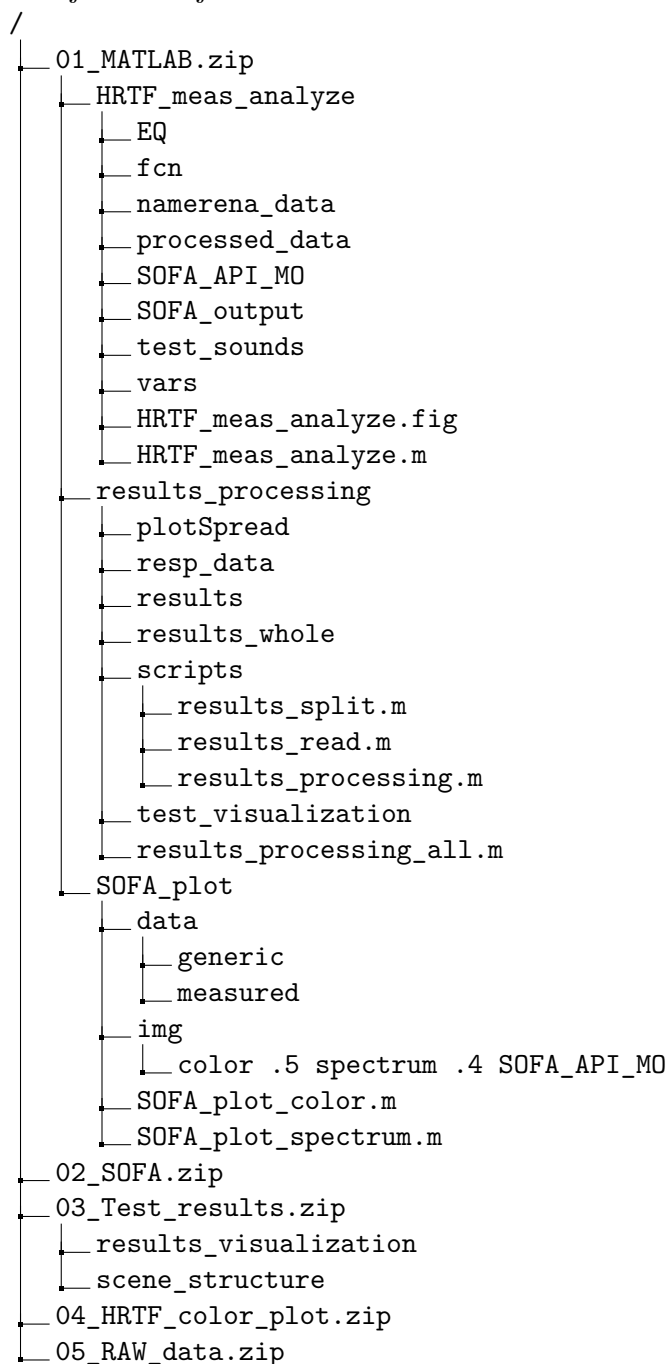 /
01_MATLAB.zip
HRTF_meas_analyze
EQ
fcn
namerena_data
processed_data
SOFA_API_MO
SOFA_output
test_sounds
vars
HRTF_meas_analyze.fig
HRTF_meas_analyze.m
results_processing
plotSpread
resp_data
results
results_whole
scripts
results_split.m
results_read.m
results_processing.m
test_visualization
results_processing_all.m
SOFA_plot
data
generic
measured
img
color .5 spectrum .4 SOFA_API_MO
SOFA_plot_color.m
SOFA_plot_spectrum.m
02_SOFA.zip
03_Test_results.zip
results_visualization
scene_structure
04_HRTF_color_plot.zip
05_RAW_data.zip